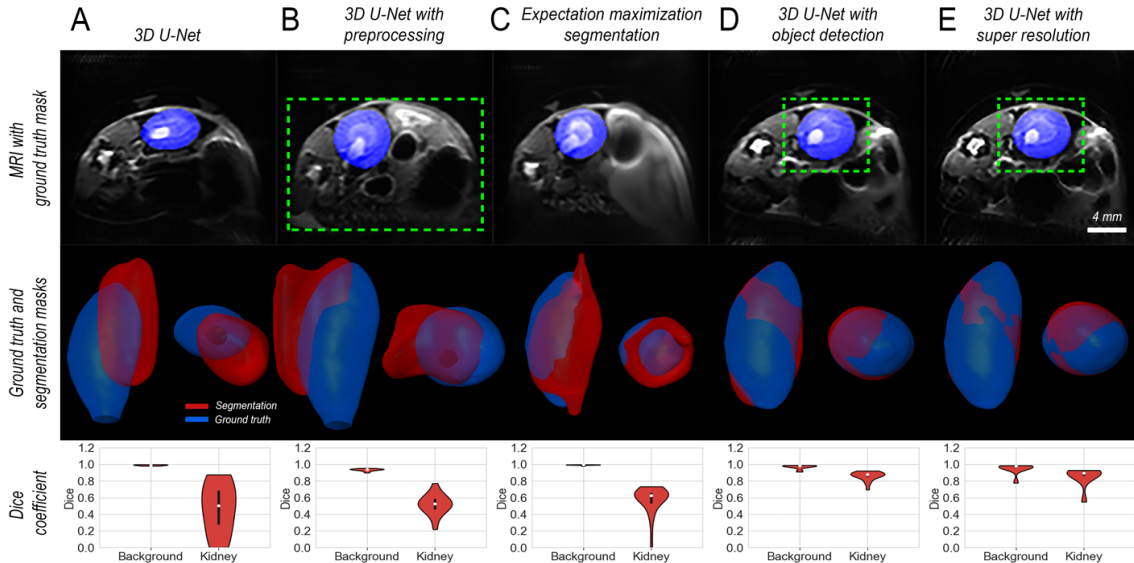 A
3D U-Net
B
3D U-Net with
preprocessing
C
Expectation maximization
segmentation
D
3D U-Net with
object detection
E
3D U-Net with
super resolution
MRI with
ground truth mask
4 mm
Ground truth and
segmentation masks
Segmentation
Ground truth
Dice
coefficient
Dice
1.2
1.0
0.8
0.6
0.4
0.2
0.0
Background
Kidney
Dice
1.2
1.0
0.8
0.6
0.4
0.2
0.0
Background
Kidney
Dice
1.2
1.0
0.8
0.6
0.4
0.2
0.0
Background
Kidney
Dice
1.2
1.0
0.8
0.6
0.4
0.2
0.0
Background
Kidney
Dice
1.2
1.0
0.8
0.6
0.4
0.2
0.0
Background
Kidney